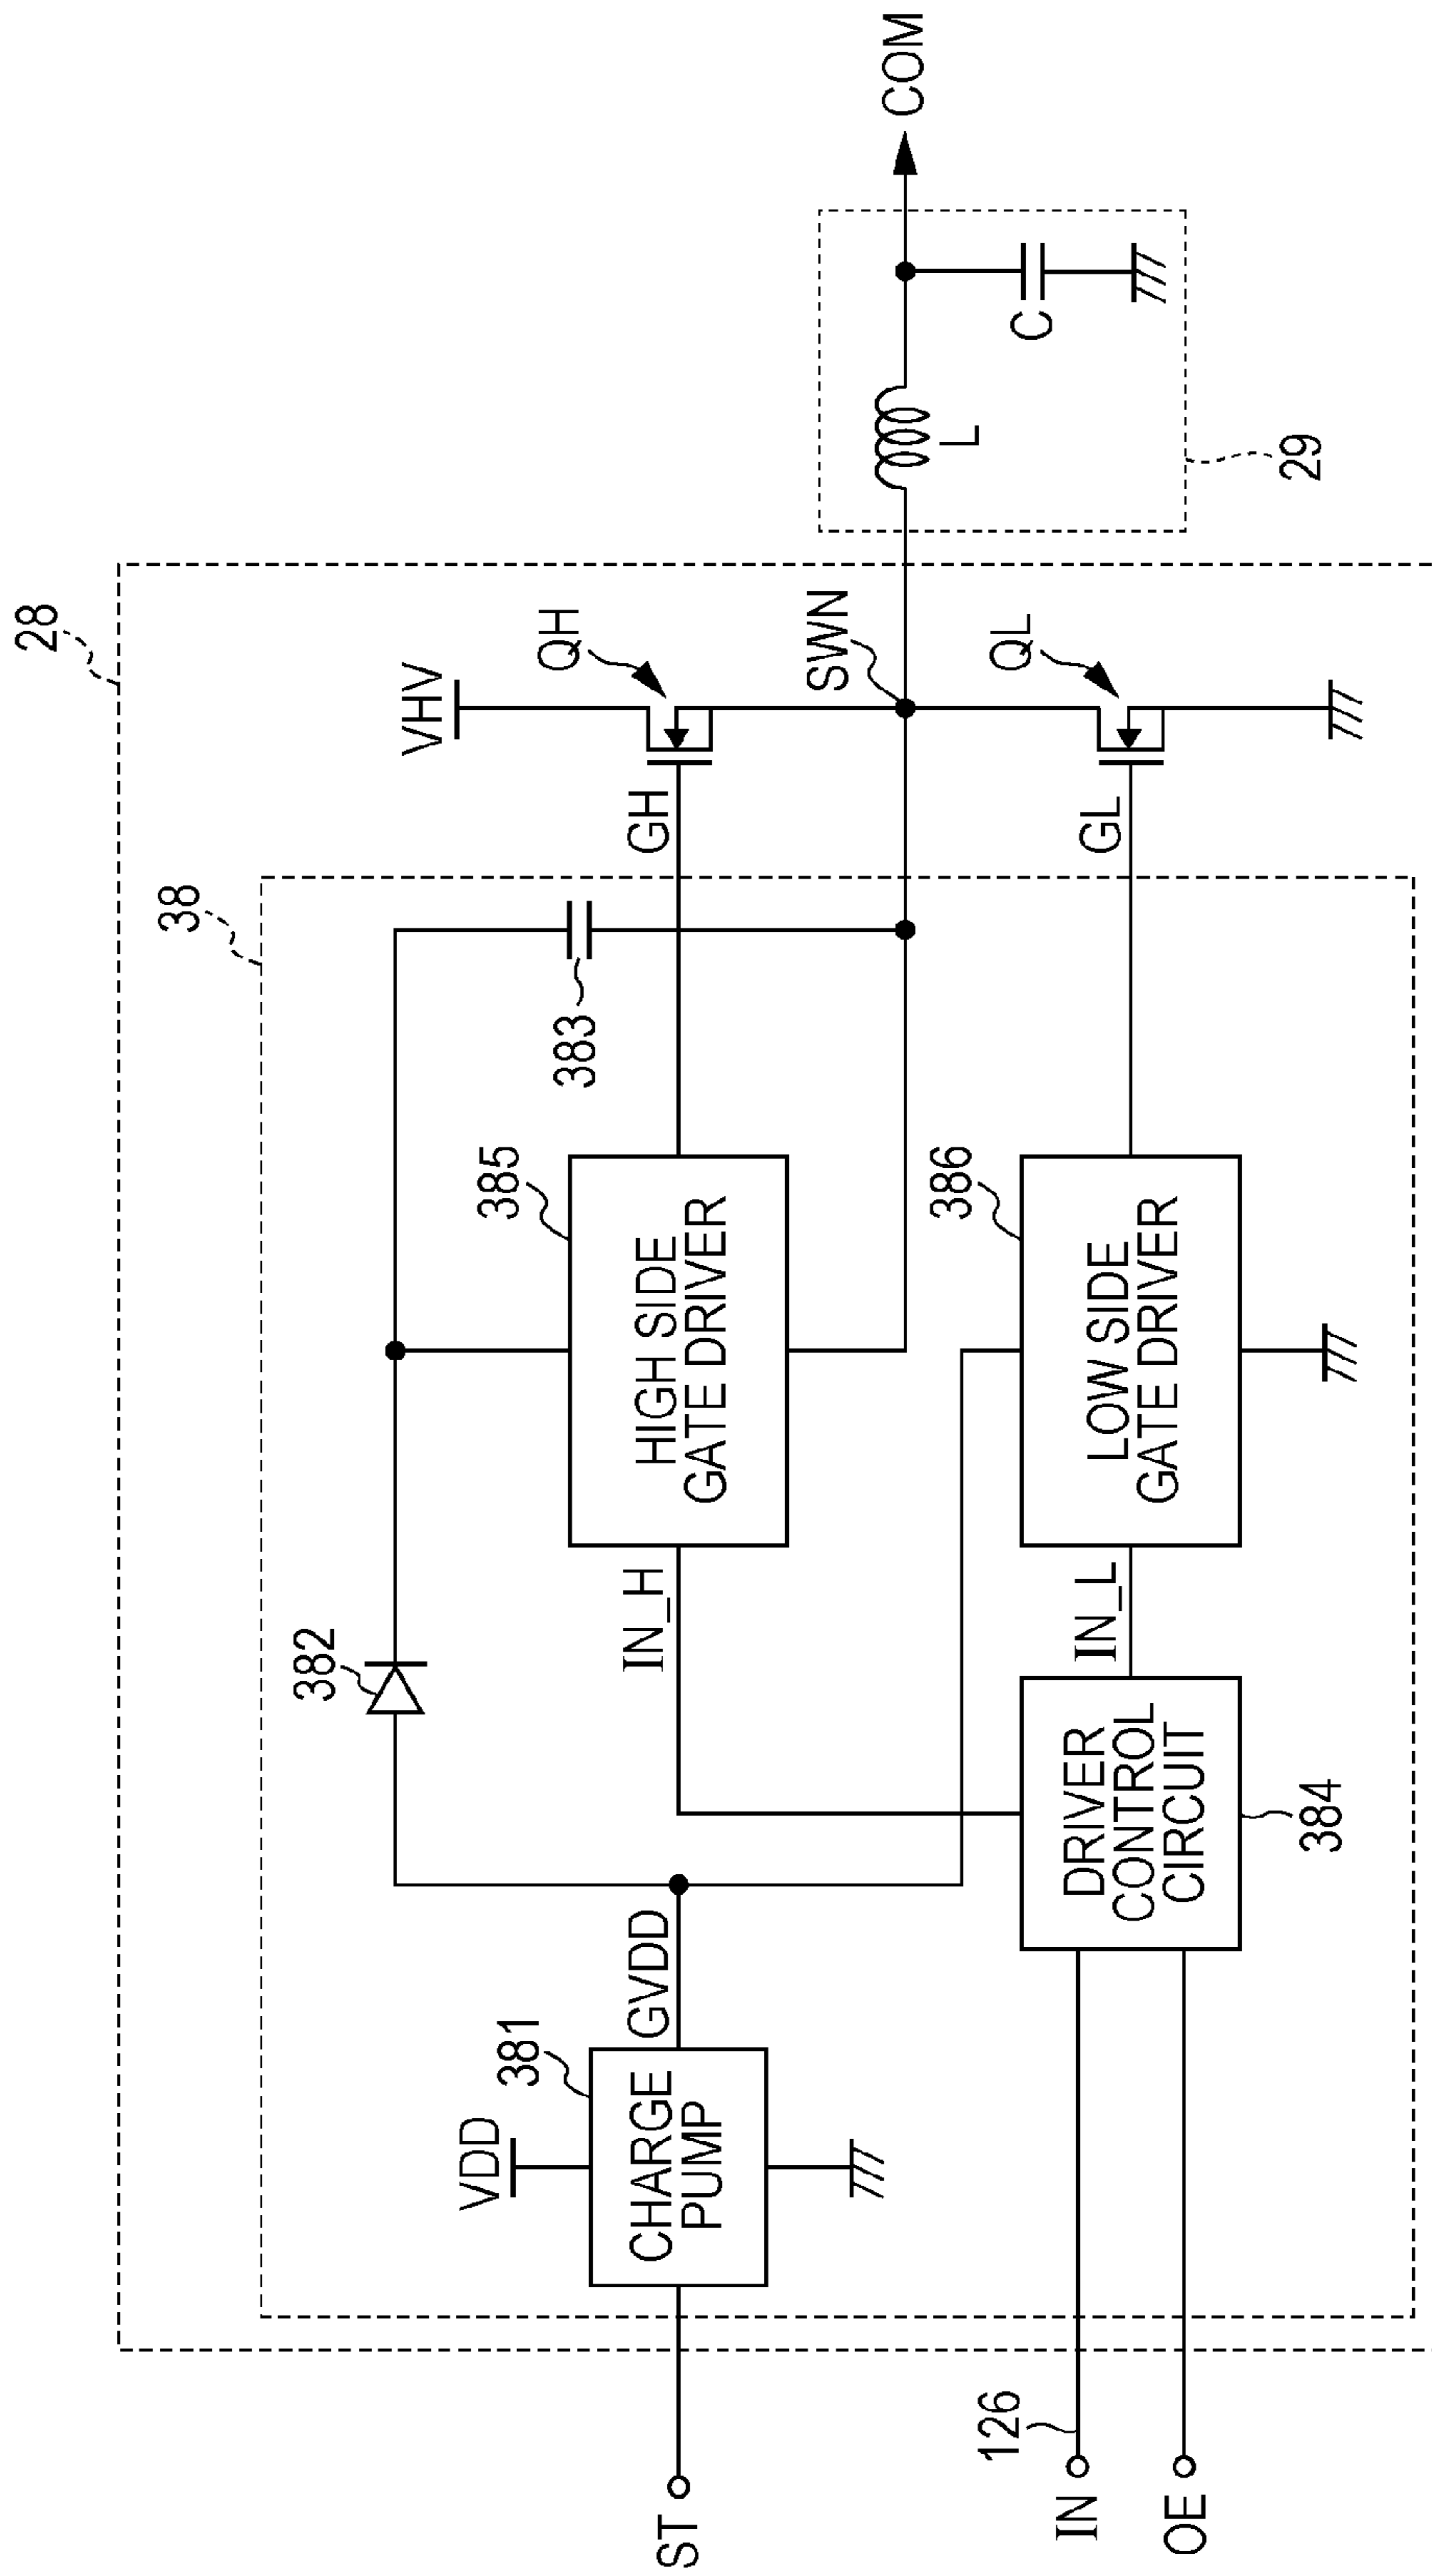 28
38
VHV
QH
382
385
383
GH
VDD
381
HIGH SIDE
GATE DRIVER
IN_H
SWN
COM
ST
CHARGE
PUMP
GVDD
L
C
29
386
QL
GL
126
IN
OE
DRIVER
CONTROL
CIRCUIT
IN_L
LOW SIDE
GATE DRIVER
384